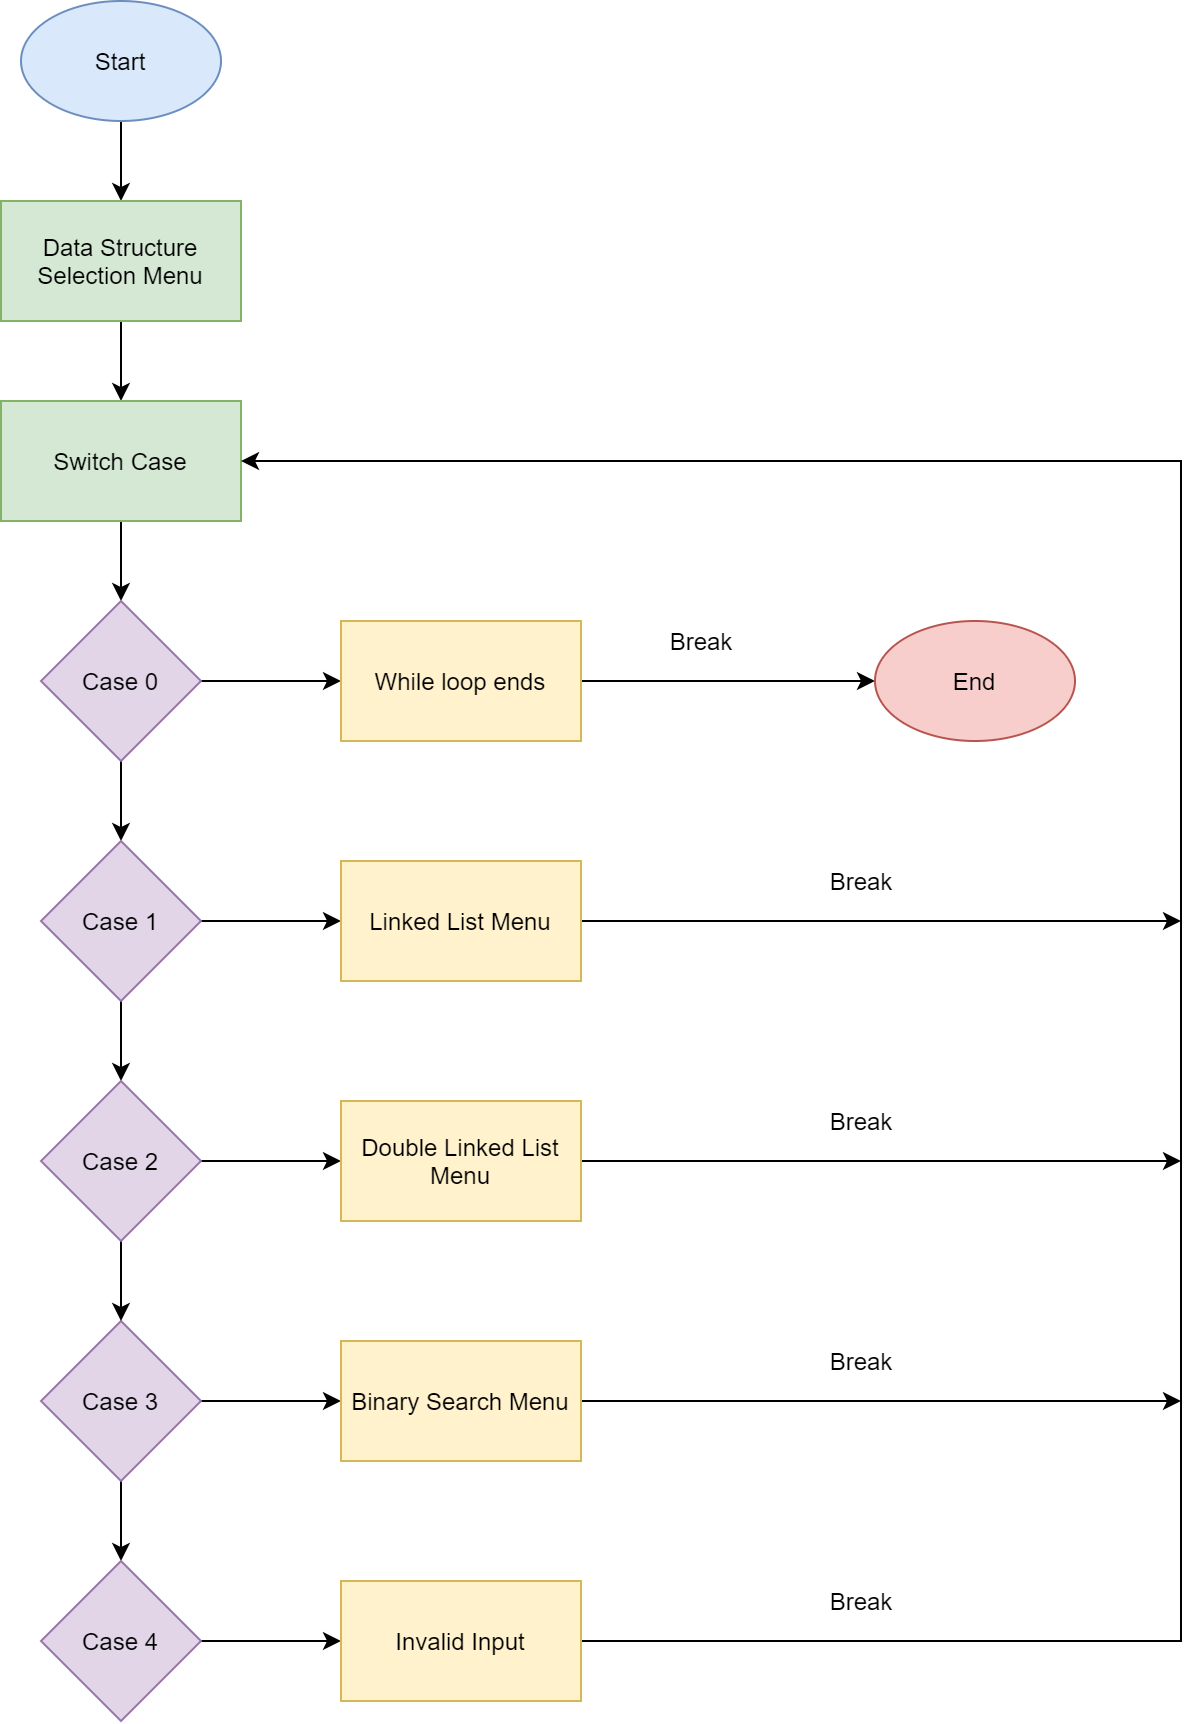 Start
Data Structure
Selection Menu
Switch Case
Case 0
While loop ends
Break
End
Case 1
Linked List Menu
Break
Case 2
Double Linked List
Menu
Break
Case 3
Binary Search Menu
Break
Case 4
Invalid Input
Break